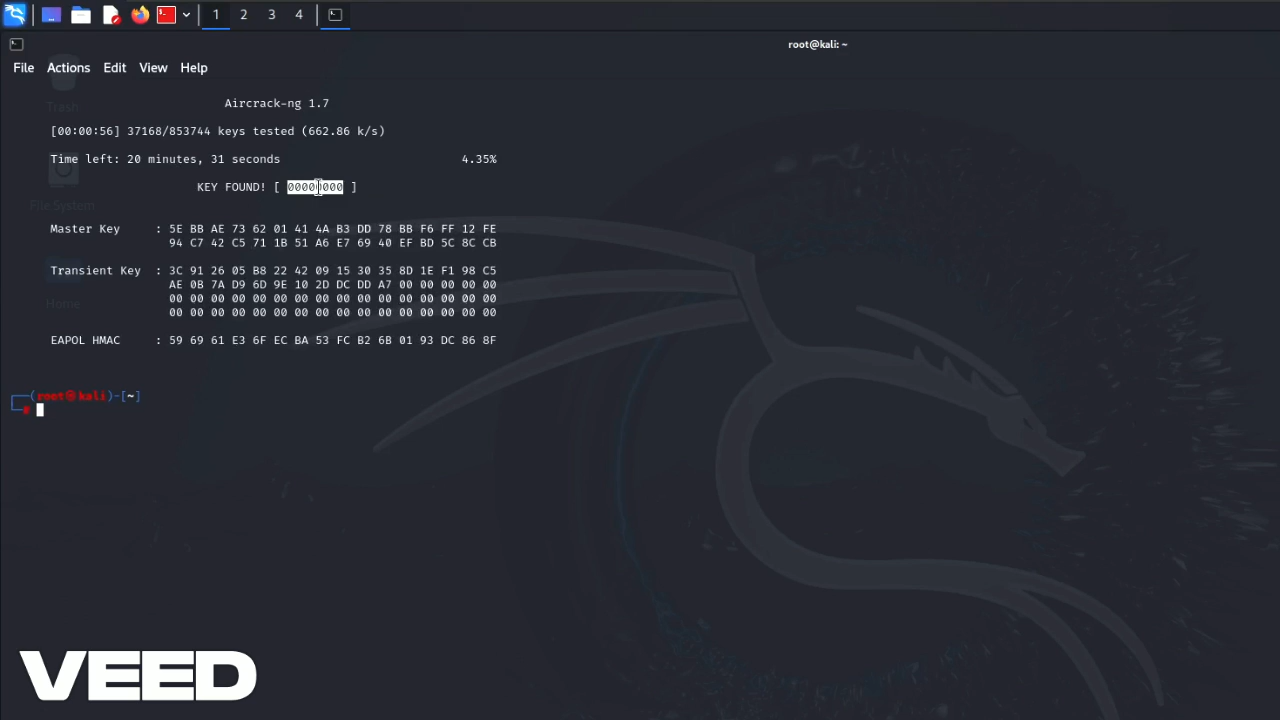 1 2 3 4
root@kali: ~
File Actions Edit View Help
Trash
Aircrack-ng 1.7
[00:00:56] 37168/853744 keys tested (662.86 k/s)
Time left: 20 minutes, 31 seconds 4.35%
KEY FOUND! [ 00000000 ]
File System
Master Key : 5E BB AE 73 62 01 41 4A B3 DD 78 BB F6 FF 12 FE
94 C7 42 C5 71 1B 51 A6 E7 69 40 EF BD 5C 8C CB
Transient Key : 3C 91 26 05 B8 22 42 09 15 30 35 8D 1E F1 98 C5
AE 0B 7A D9 6D 9E 10 2D DC DD A7 00 00 00 00 00
Home
00 00 00 00 00 00 00 00 00 00 00 00 00 00 00 00
00 00 00 00 00 00 00 00 00 00 00 00 00 00 00 00
EAPOL HMAC : 59 69 61 E3 6F EC BA 53 FC B2 6B 01 93 DC 86 8F
(root㉿kali)-[~]
#
VEED